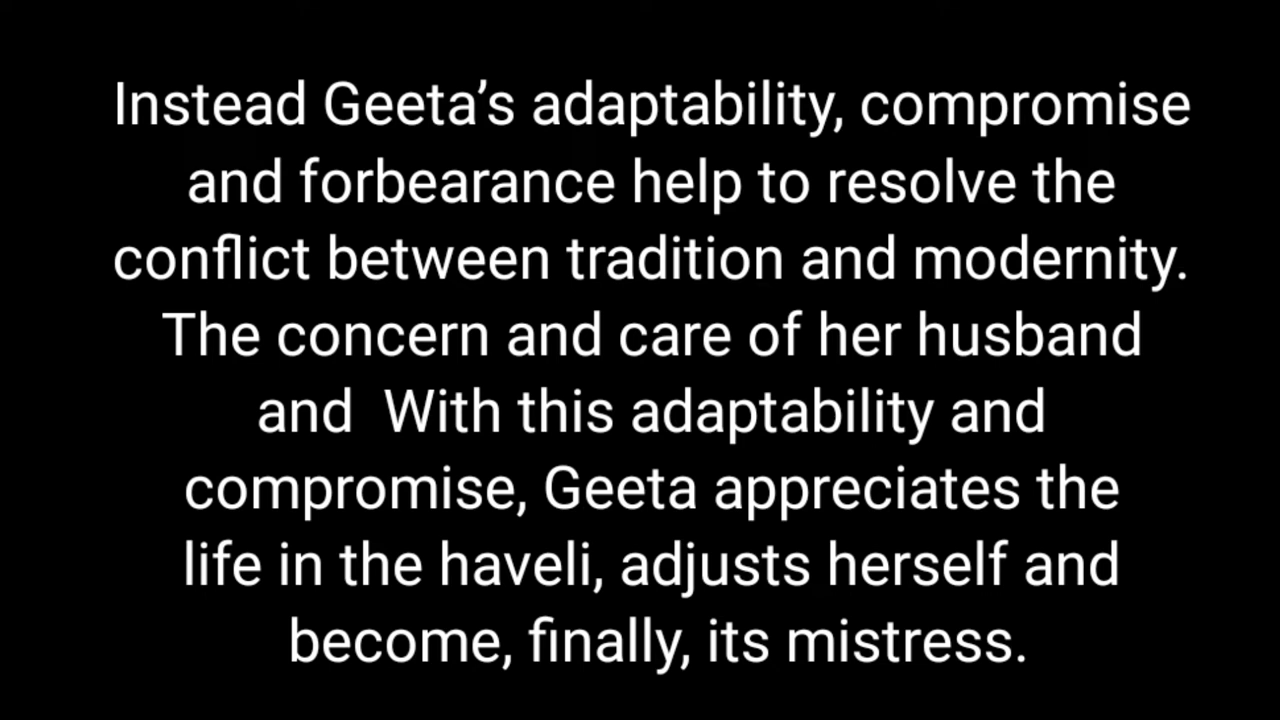 Instead Geeta’s adaptability, compromise
and forbearance help to resolve the
conflict between tradition and modernity.
The concern and care of her husband
and  With this adaptability and
compromise, Geeta appreciates the
life in the haveli, adjusts herself and
become, finally, its mistress.